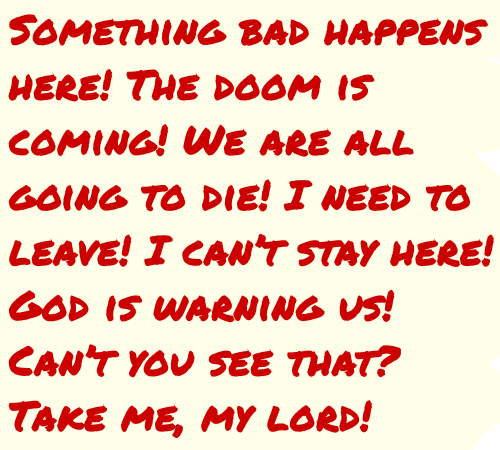 Something bad happens
here! The doom is
coming! We are all
going to die! I need to
leave! I can't stay here!
God is warning us!
Can't you see that?
Take me, my lord!